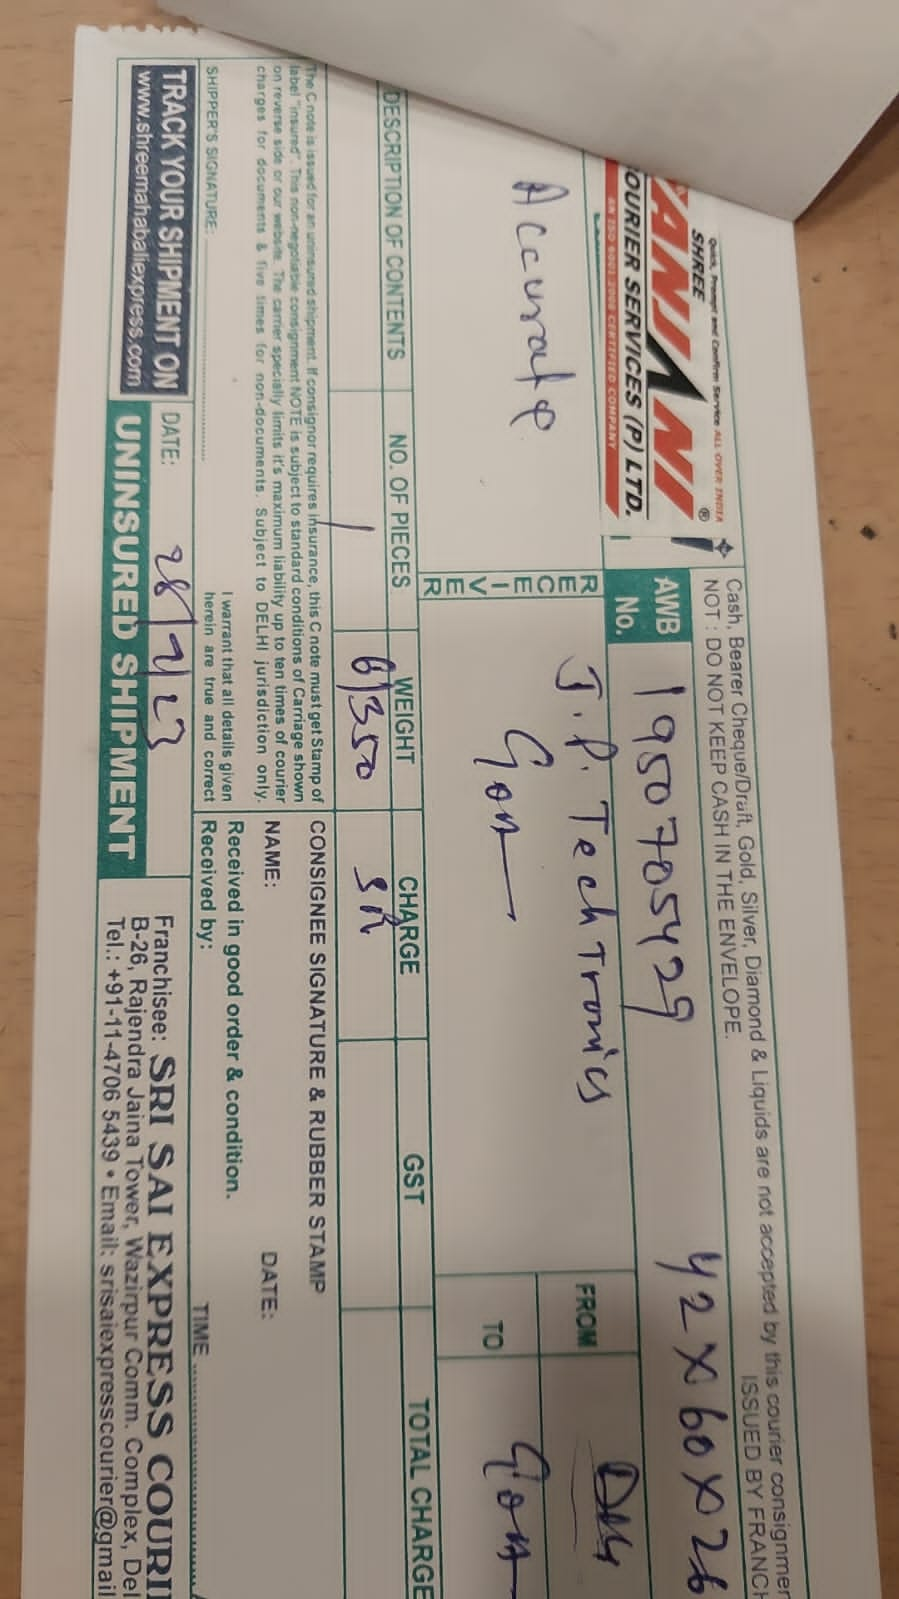 Quick, Prompt and Confirm Service ALL OVER INDIA
SHREE
ANJANI ®
OURIER SERVICES (P) LTD.
AN ISO 9001:2008 CERTIFIED COMPANY
Cash, Bearer Cheque/Draft, Gold, Silver, Diamond & Liquids are not accepted by this courier consignmen
NOT : DO NOT KEEP CASH IN THE ENVELOPE.
ISSUED BY FRANCH
AWB No. 1950705429
42 X 60 X 26
Accurate
RECEIVER
J.P. Tech Tronics
FROM
TO
DESCRIPTION OF CONTENTS
NO. OF PIECES
WEIGHT
CHARGE
GST
TOTAL CHARGE
1
6/350
The C note is issued for an uninsured shipment. If consignor requires insurance, this C note must get Stamp of
label "insured". This non-negotiable consignment NOTE is subject to standard conditions of Carriage shown
on reverse side or our website. The carrier specially limits it's maximum liability up to ten times of courier
charges for documents & five times for non-documents. Subject to DELHI jurisdiction only.
SHIPPER'S SIGNATURE:
I warrant that all details given
herein are true and correct
CONSIGNEE SIGNATURE & RUBBER STAMP
NAME:
DATE:
Received in good order & condition.
Received by:
TIME
TRACK YOUR SHIPMENT ON
www.shreemahabaliexpress.com
DATE:
UNINSURED SHIPMENT
Franchisee: SRI SAI EXPRESS COURI
B-26, Rajendra Jaina Tower, Wazirpur Comm. Complex, Del
Tel.: +91-11-4706 5439 • Email: srisaiexpresscourier@gmail